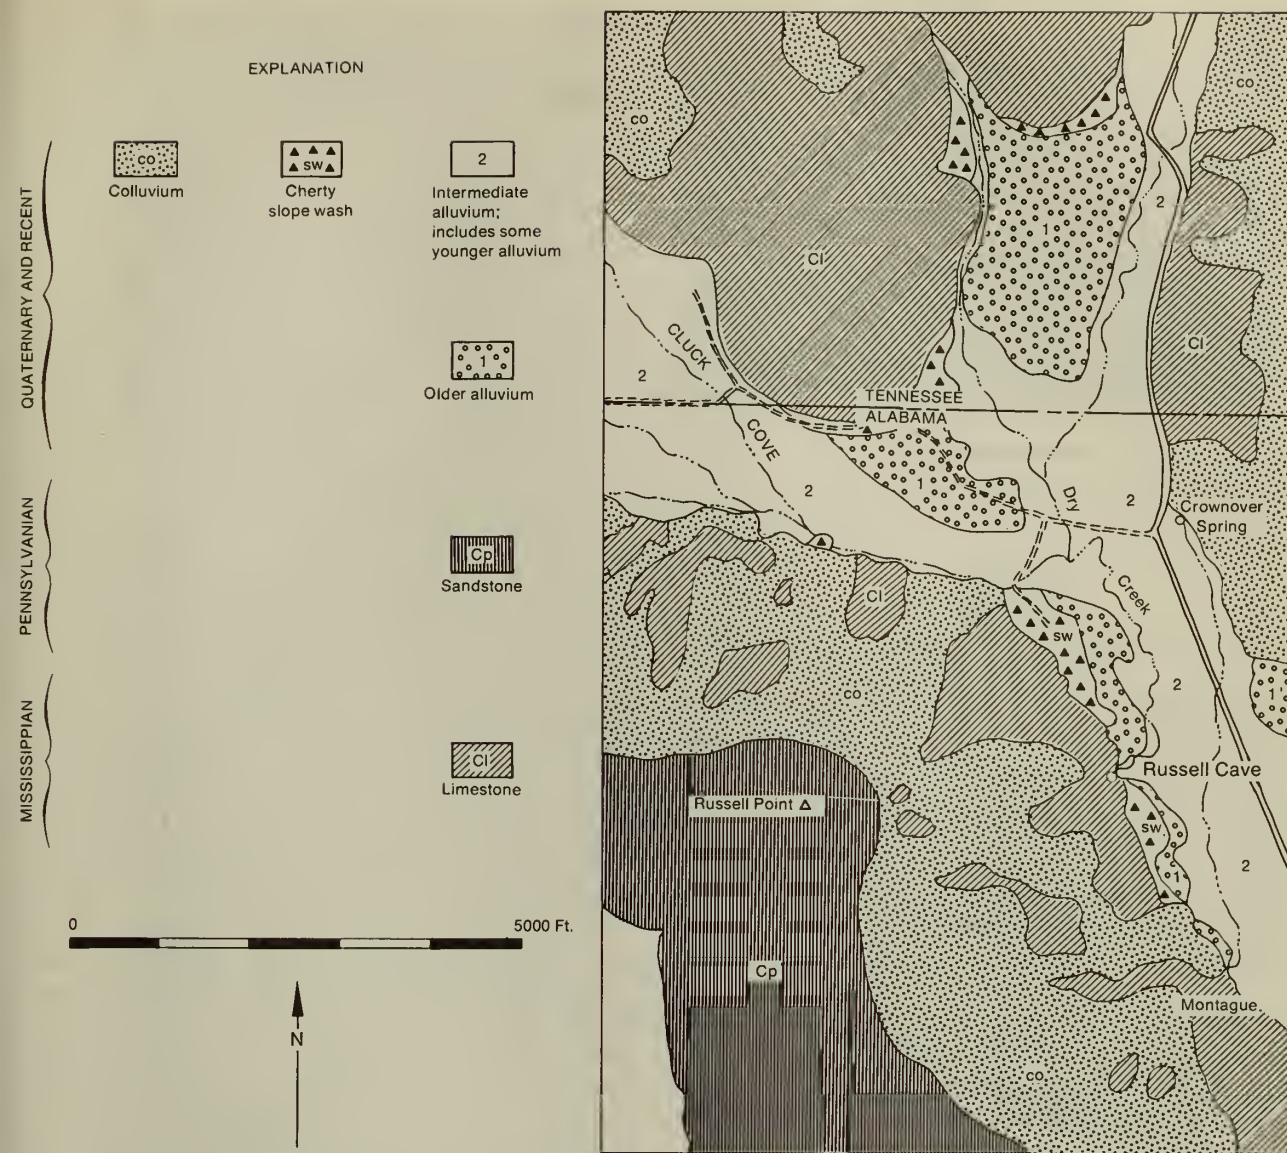 EXPLANATION
QUATERNARY AND RECENT
co
Colluvium
sw
Cherty
slope wash
2
Intermediate
alluvium;
includes some
younger alluvium
1
Older alluvium
PENNSYLVANIAN
Cp
Sandstone
MISSISSIPPIAN
Cl
Limestone
0
5000 Ft.
N
co
co
2
1
Cl
Cl
CLUCK
COVE
2
TENNESSEE
ALABAMA
1
2
Dry
2
Crownover
Spring
Creek
Cl
sw
co
2
1
Russell Cave
Russell Point
sw
1
2
Cp
Montague
co